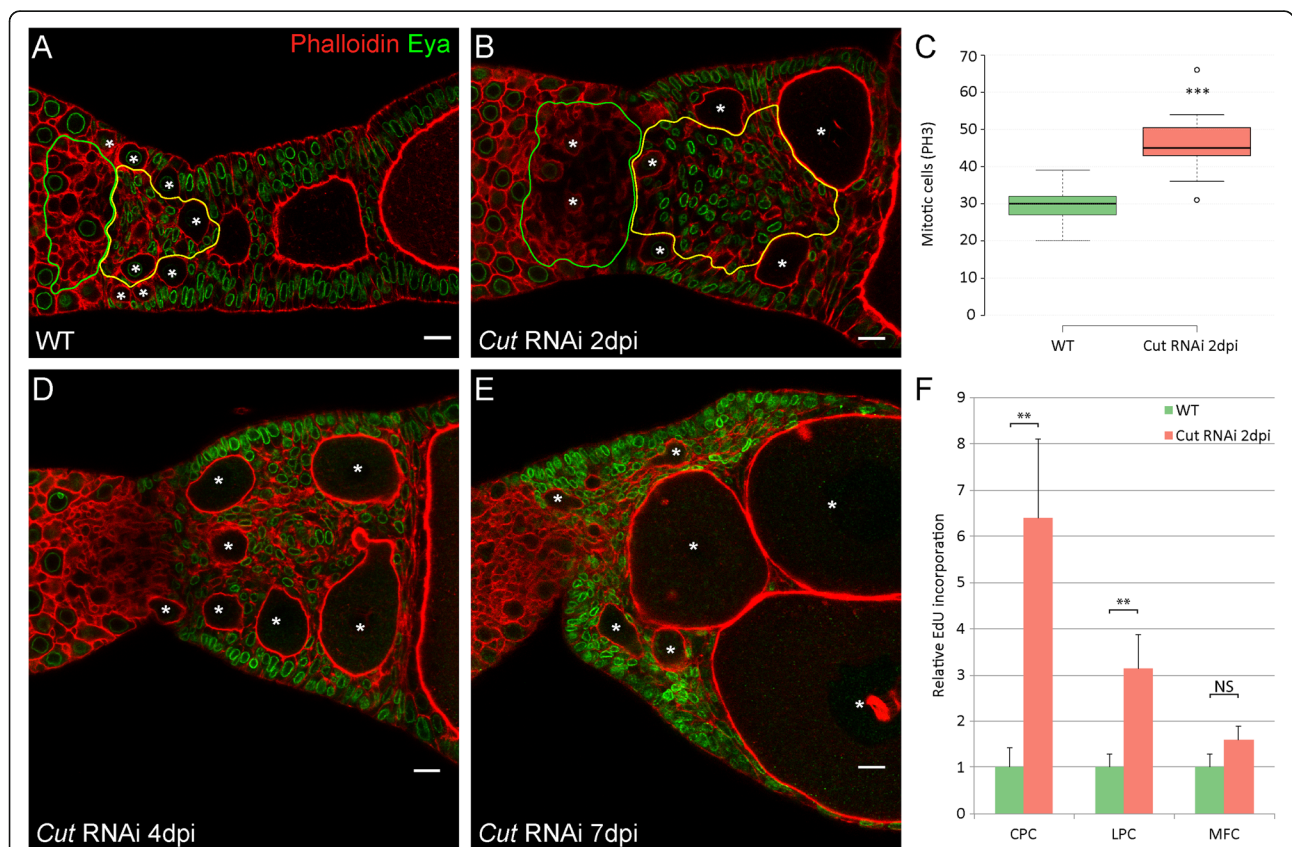 A
Phalloidin Eya
WT
B
Cut RNAi 2dpi
C
Mitotic cells (PH3)
70
60
50
40
30
20
10
0
***
WT
Cut RNAi 2dpi
D
Cut RNAi 4dpi
E
Cut RNAi 7dpi
F
Relative EdU incorporation
9
8
7
6
5
4
3
2
1
0
WT
Cut RNAi 2dpi
**
**
NS
CPC
LPC
MFC